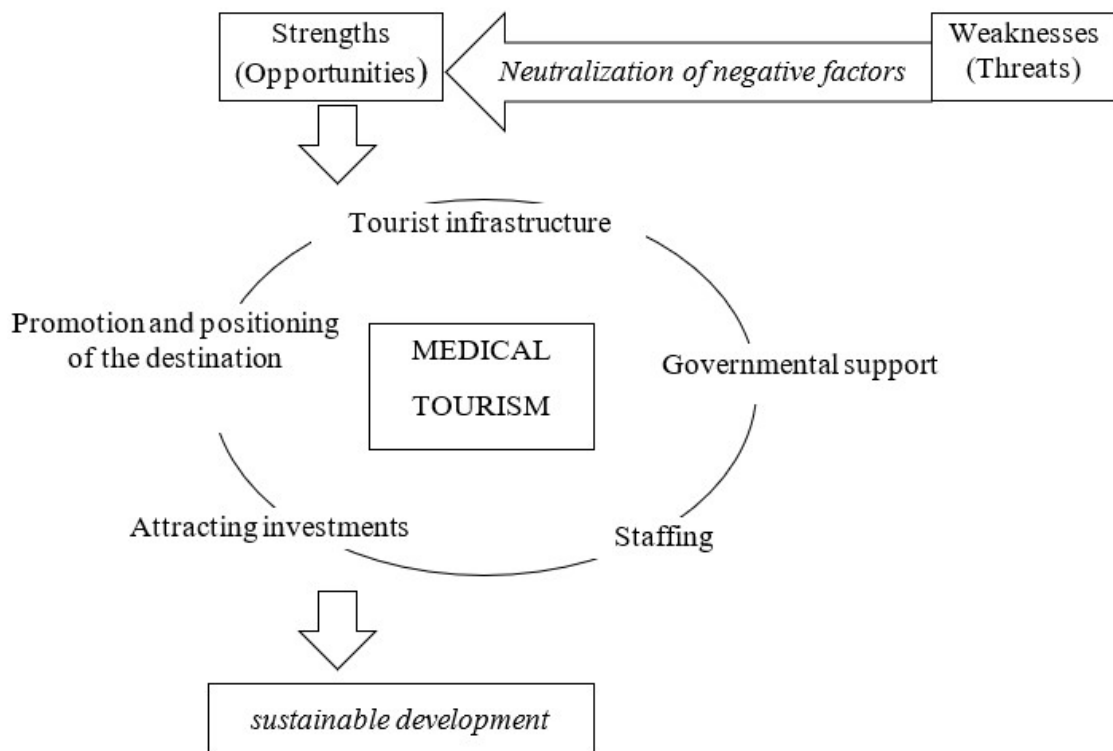 Strengths
(Opportunities)
Neutralization of negative factors
Weaknesses
(Threats)
Tourist infrastructure
Promotion and positioning
of the destination
MEDICAL
TOURISM
Governmental support
Attracting investments
Staffing
sustainable development